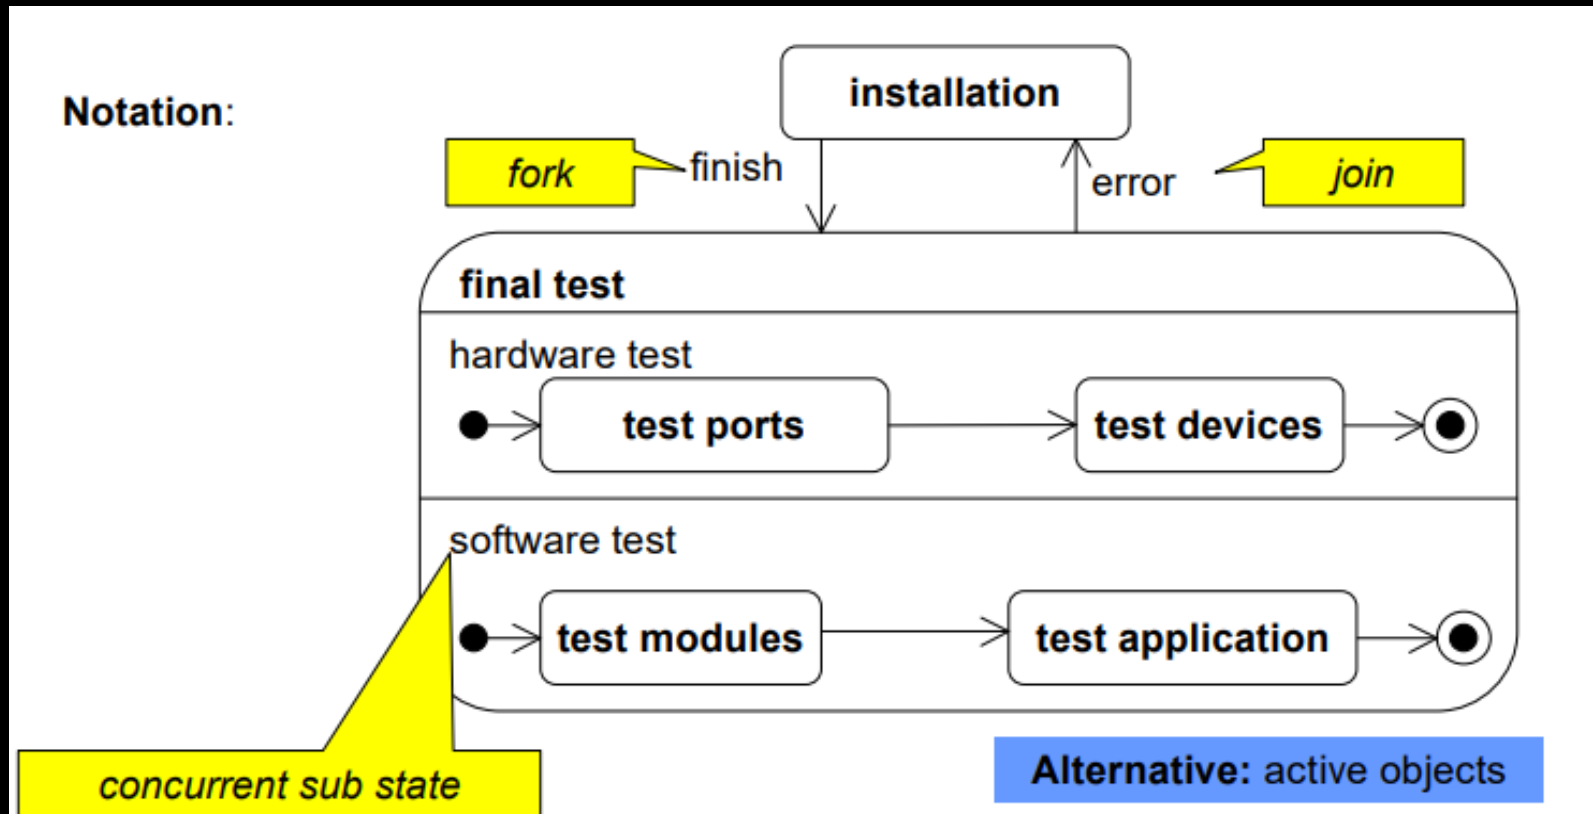 installation
Notation:
fork
finish
error
join
final test
hardware test
test ports
test devices
software test
test modules
test application
concurrent sub state
Alternative: active objects